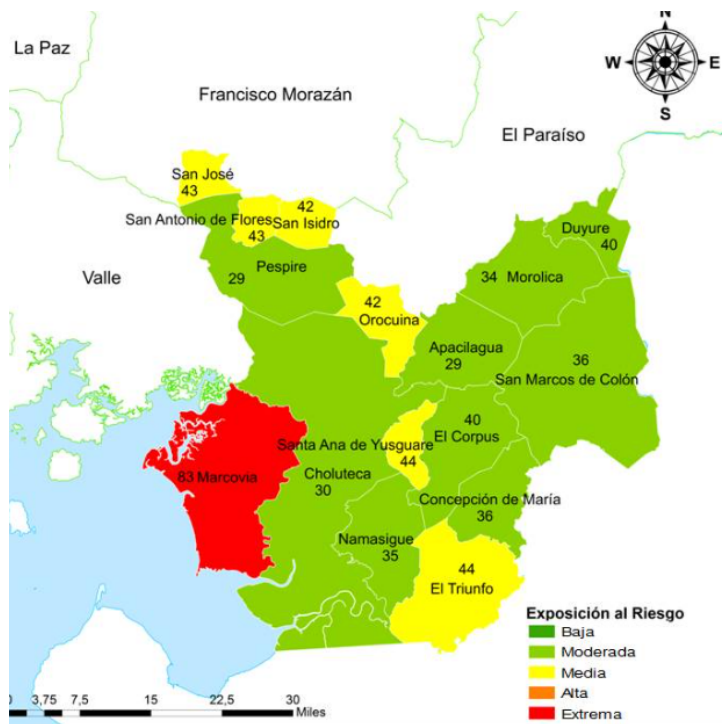 N
W E
S
La Paz
Francisco Morazán
El Paraíso
San José
43
San Antonio de Flores
43
42
San Isidro
Duyure
40
Valle
29
Pespire
34 Morolica
42
Orocuina
Apacilagua
29
36
San Marcos de Colón
40
El Corpus
Santa Ana de Yusguare
44
83 Marcovia
Choluteca
30
Concepción de María
36
Namasigue
35
44
El Triunfo
Exposición al Riesgo
Baja
Moderada
Media
Alta
Extrema
0 3,75 7,5 15 22,5 30
Miles